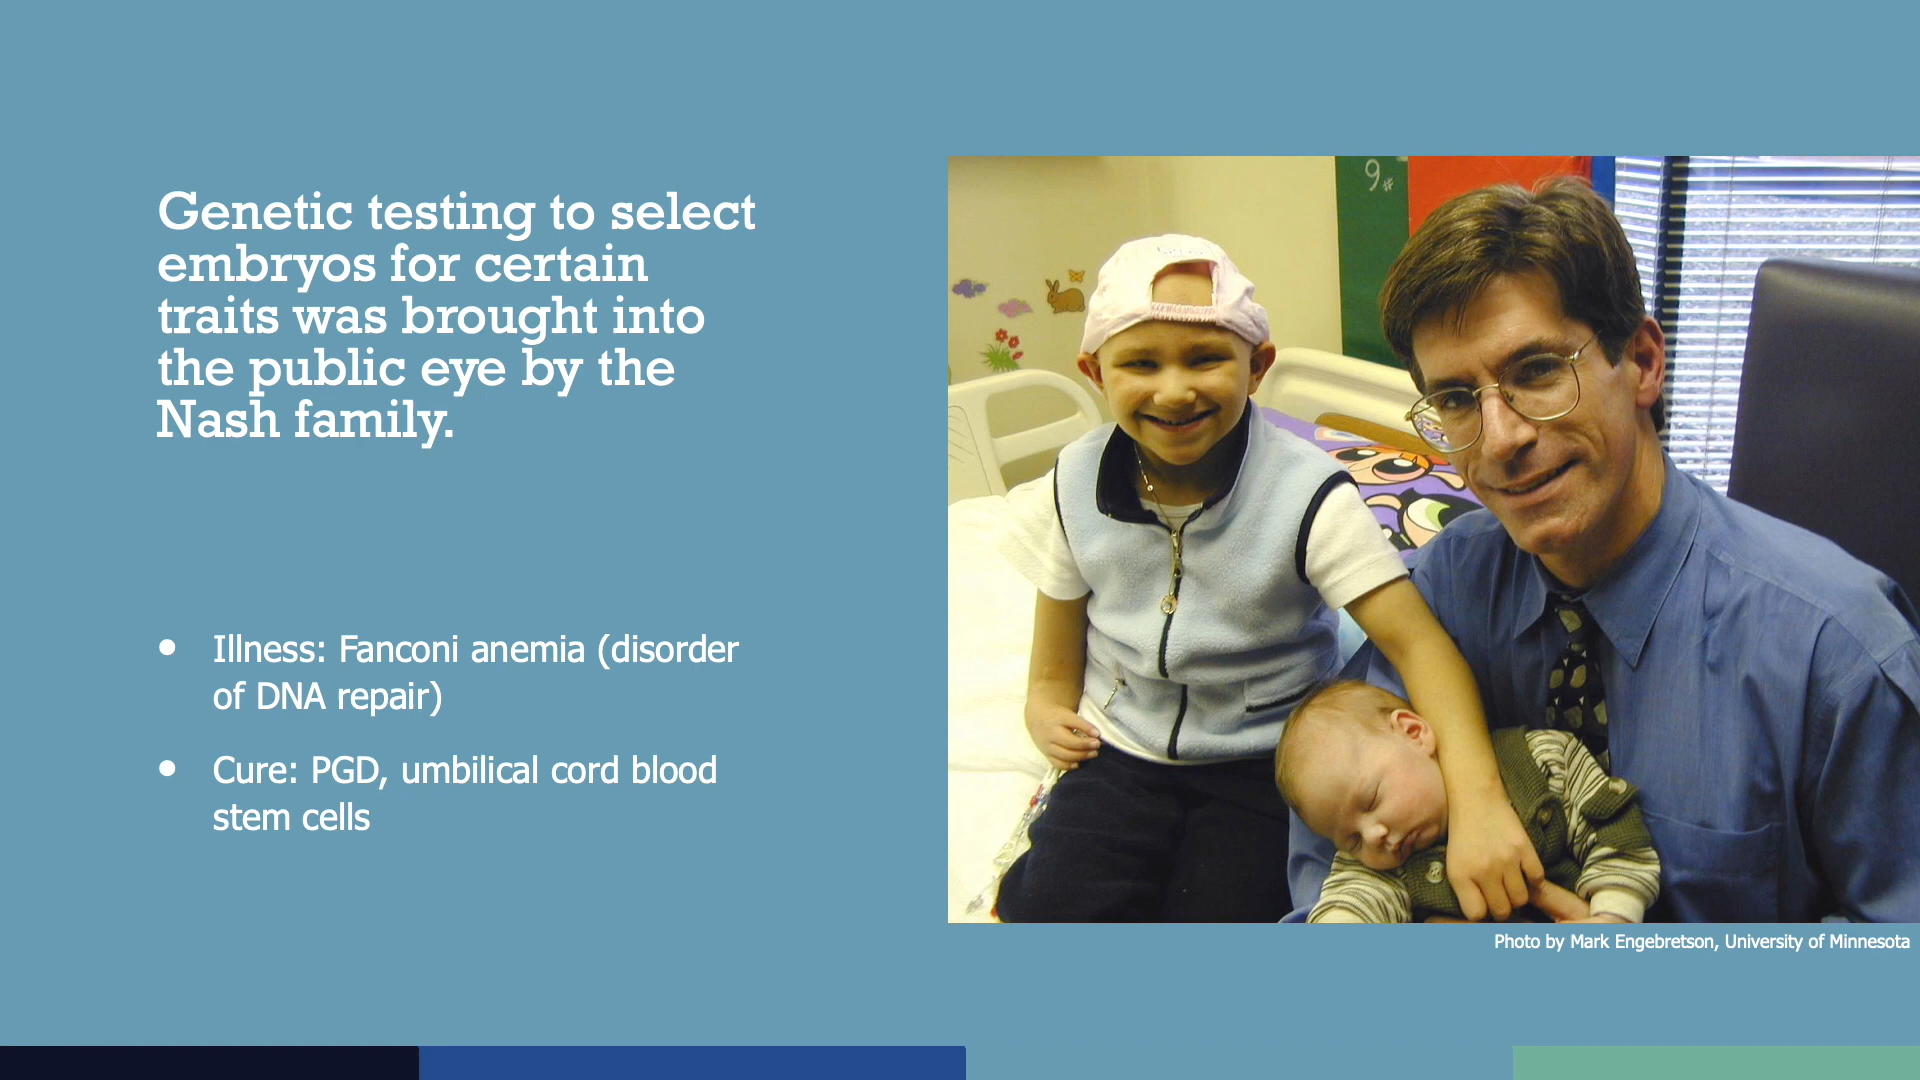 Genetic testing to select
embryos for certain
traits was brought into
the public eye by the
Nash family.
• Illness: Fanconi anemia (disorder
of DNA repair)
• Cure: PGD, umbilical cord blood
stem cells
9
Photo by Mark Engebretson, University of Minnesota